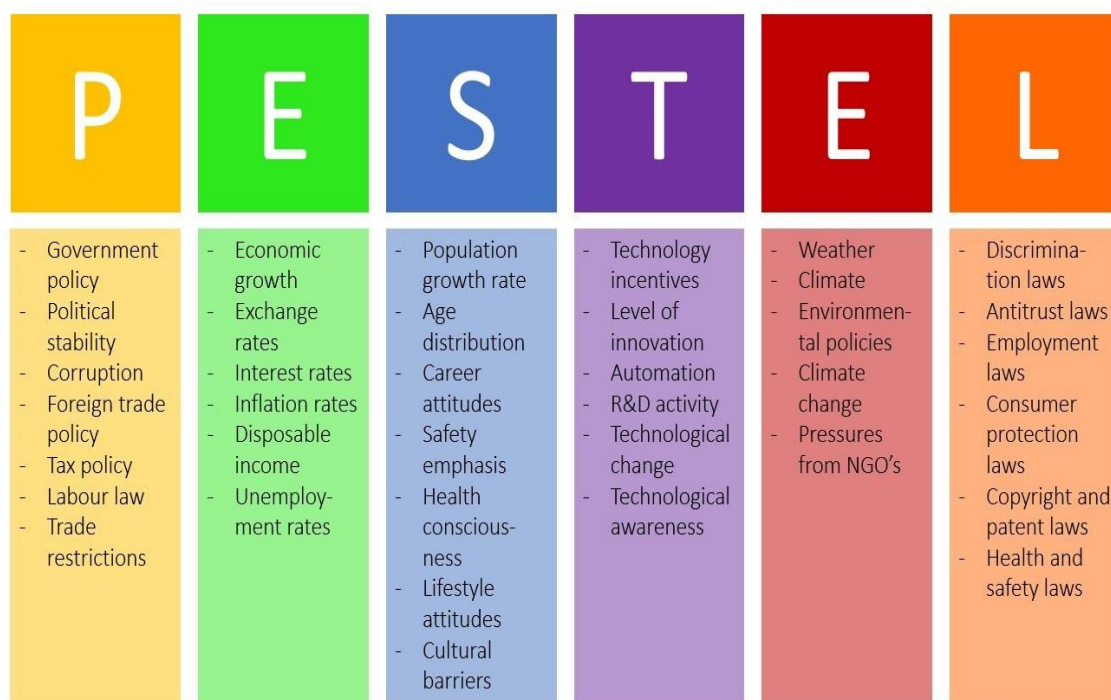 P
E
S
T
E
L
- Government
policy
- Political
stability
- Corruption
- Foreign trade
policy
- Tax policy
- Labour law
- Trade
restrictions
- Economic
growth
- Exchange
rates
- Interest rates
- Inflation rates
- Disposable
income
- Unemploy-
ment rates
- Population
growth rate
- Age
distribution
- Career
attitudes
- Safety
emphasis
- Health
conscious-
ness
- Lifestyle
attitudes
- Cultural
barriers
- Technology
incentives
- Level of
innovation
- Automation
- R&D activity
- Technological
change
- Technological
awareness
- Weather
- Climate
- Environmen-
tal policies
- Climate
change
- Pressures
from NGO's
- Discrimina-
tion laws
- Antitrust laws
- Employment
laws
- Consumer
protection
laws
- Copyright and
patent laws
- Health and
safety laws